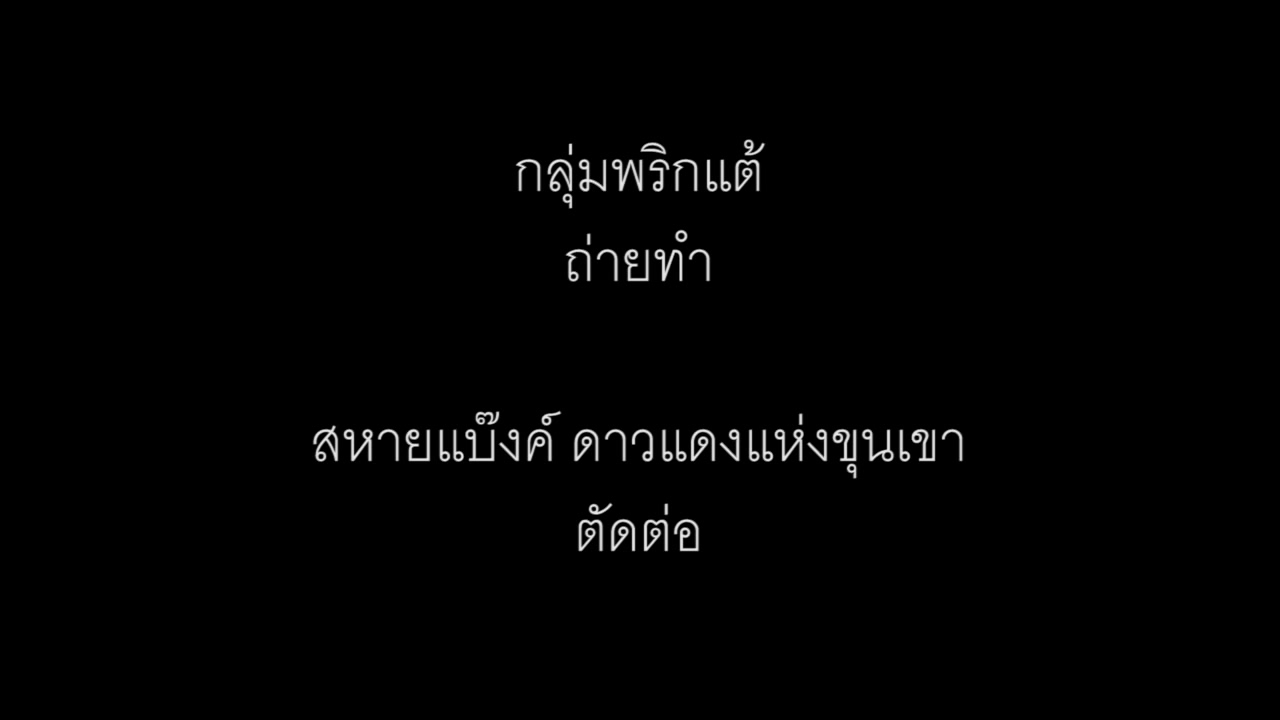 กลุ่มพริกแต้
ถ่ายทำ
สหายแบ๊งค์ ดาวแดงแห่งขุนเขา
ตัดต่อ